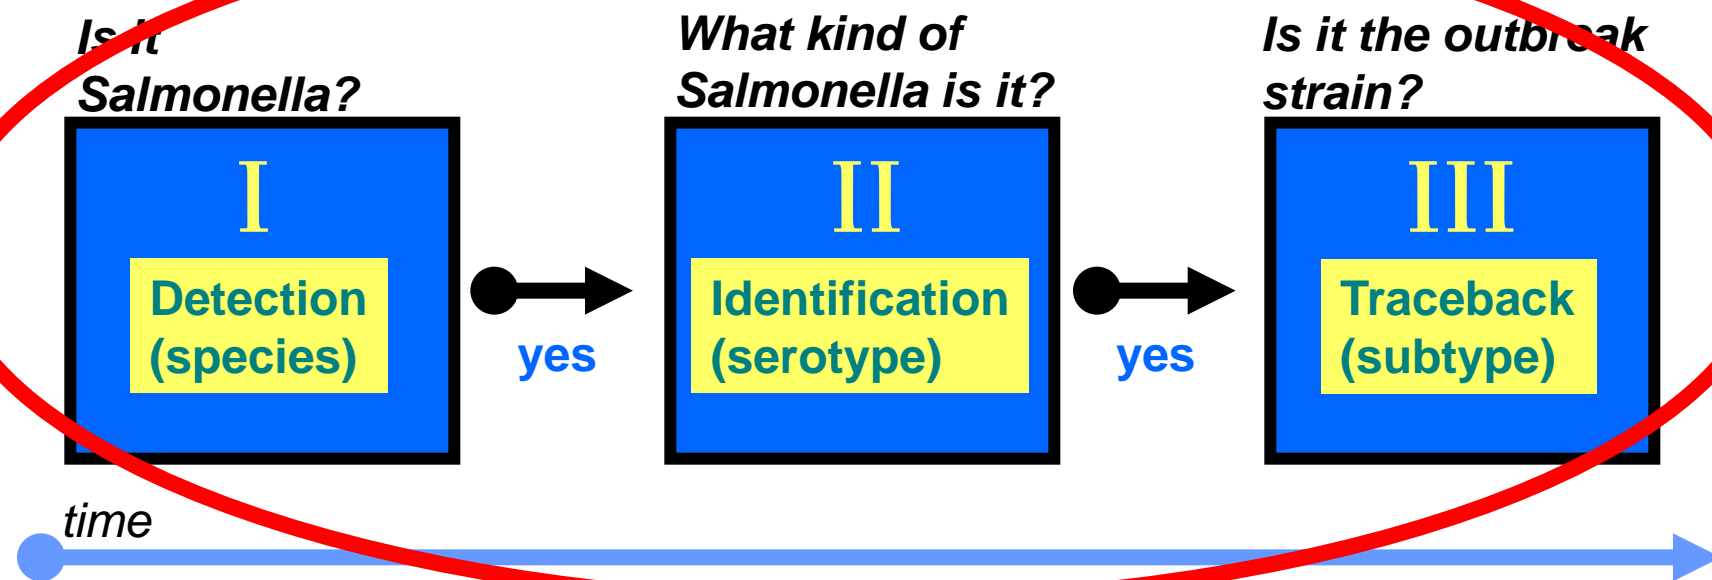 Is it
Salmonella?
What kind of
Salmonella is it?
Is it the outbreak
strain?
I
Detection
(species)
yes
II
Identification
(serotype)
yes
III
Traceback
(subtype)
time